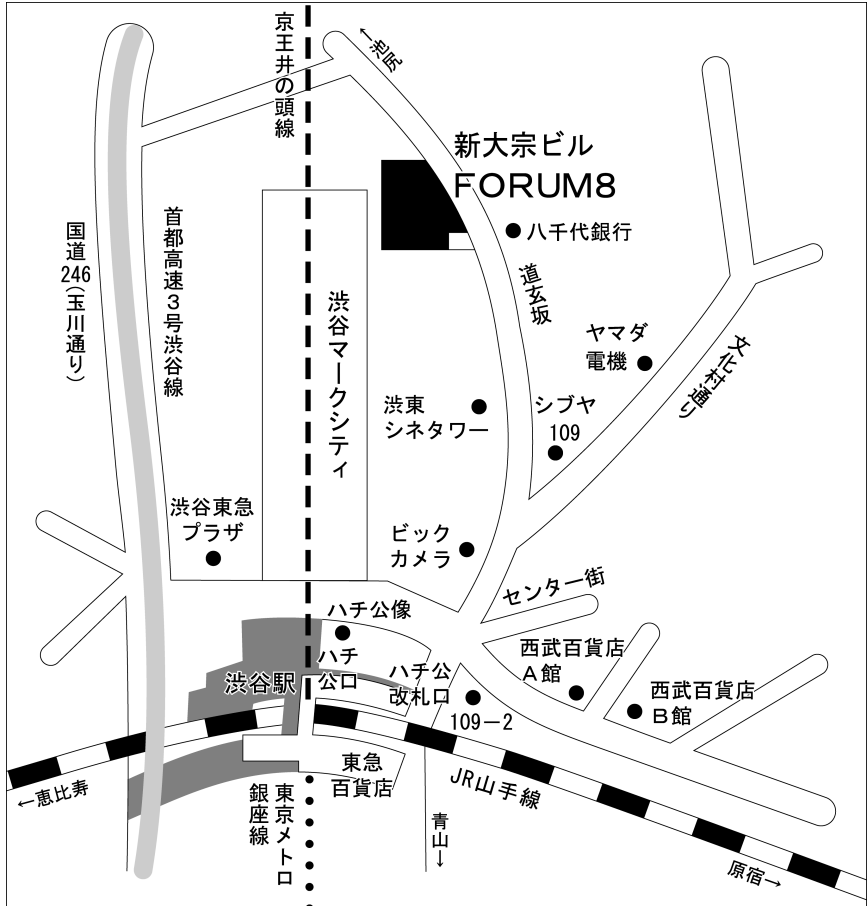 京王井の頭線
←池尻
新大宗ビル
FORUM8
八千代銀行
国道246(玉川通り)
首都高速3号渋谷線
道玄坂
渋谷マークシティ
ヤマダ
電機
文化村通り
渋東
シネタワー
シブヤ
109
渋谷東急
プラザ
ビック
カメラ
センター街
ハチ公像
ハチ
公口
ハチ公
改札口
西武百貨店
A館
西武百貨店
B館
渋谷駅
109－2
東急
百貨店
JR山手線
←恵比寿
東京メトロ
銀座線
青山→
原宿→